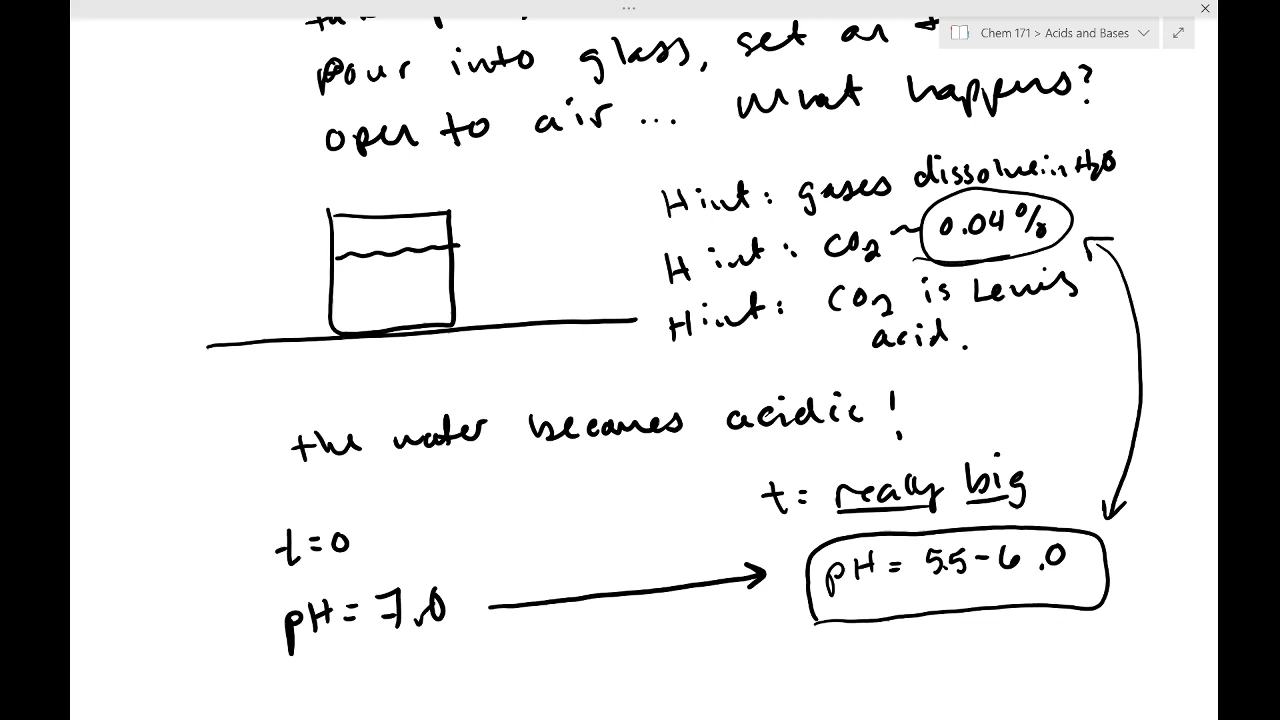 Chem 171 > Acids and Bases
pour into glass, set on
open to air ... What happens?
Hint: gases dissolve in H2O
Hint: CO2 ~ 0.04%
Hint: CO2 is Lewis
acid.
the water becomes acidic!
t = really big
t=0
pH = 5.5-6.0
pH = 7.0